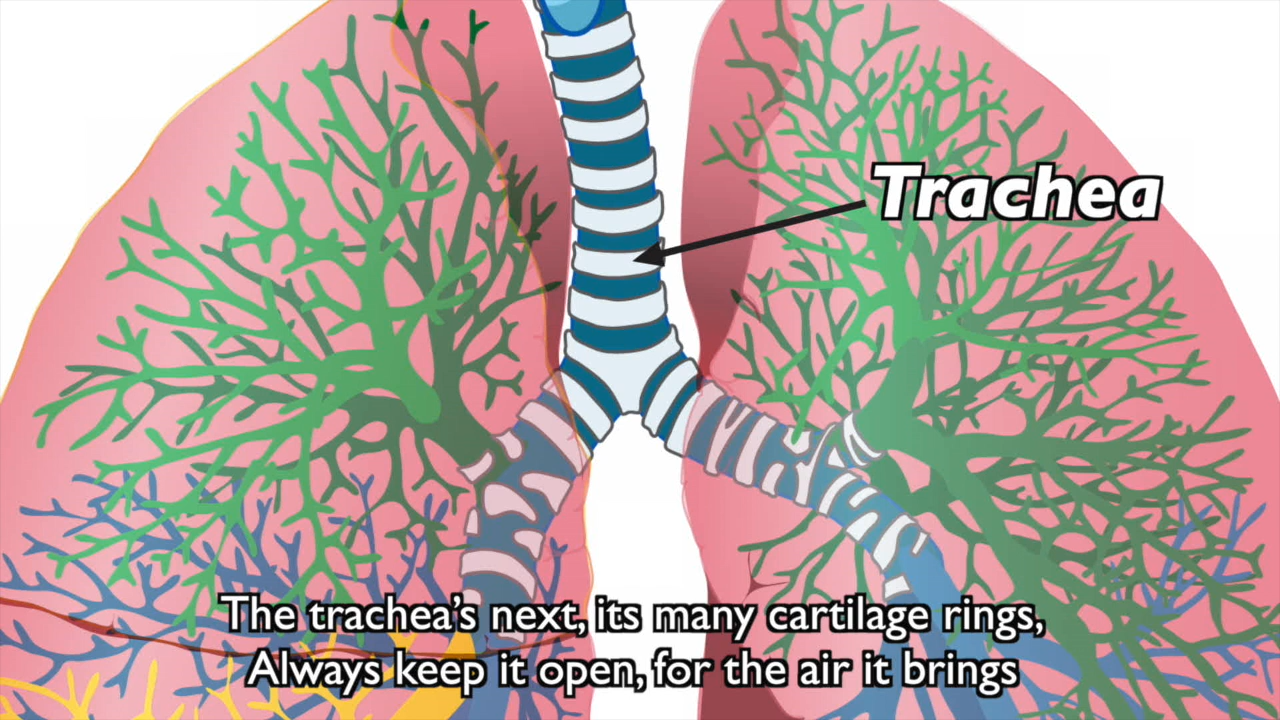 Trachea
The trachea's next, its many cartilage rings,
Always keep it open, for the air it brings